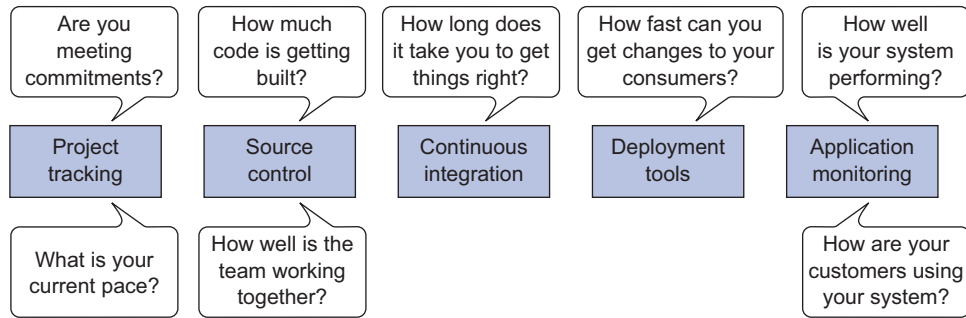 Are you
meeting
commitments?
How much
code is getting
built?
How long does
it take you to get
things right?
How fast can you
get changes to your
consumers?
How well
is your system
performing?
Project
tracking
Source
control
Continuous
integration
Deployment
tools
Application
monitoring
What is your
current pace?
How well is the
team working
together?
How are your
customers using
your system?